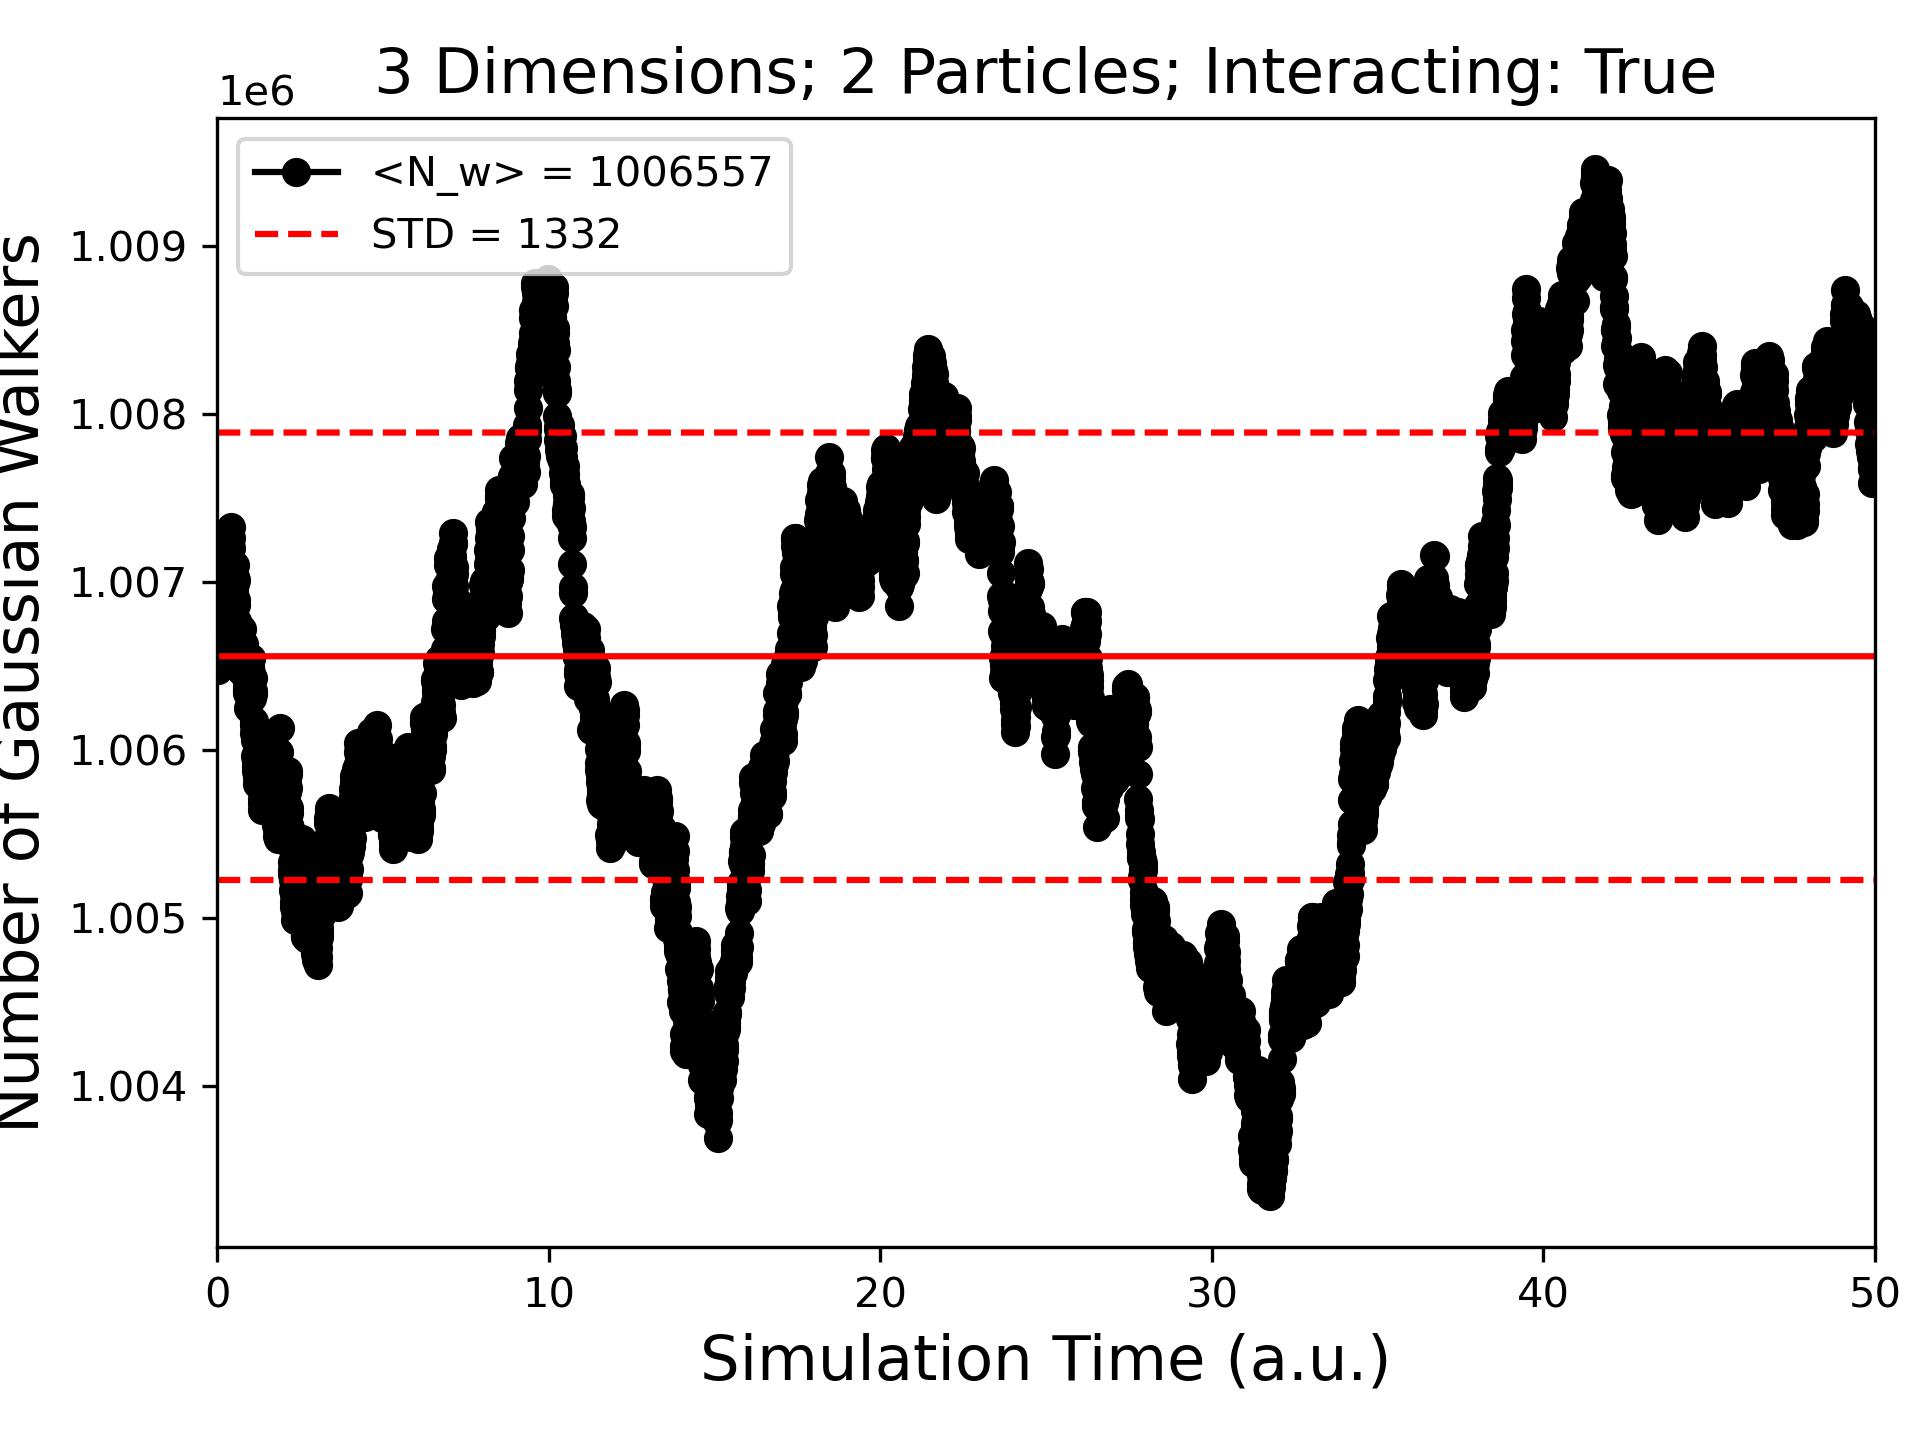 3 Dimensions; 2 Particles; Interacting: True
1e6
<N_w> = 1006557
STD = 1332
Number of Gaussian Walkers
1.009
1.008
1.007
1.006
1.005
1.004
0 10 20 30 40 50
Simulation Time (a.u.)